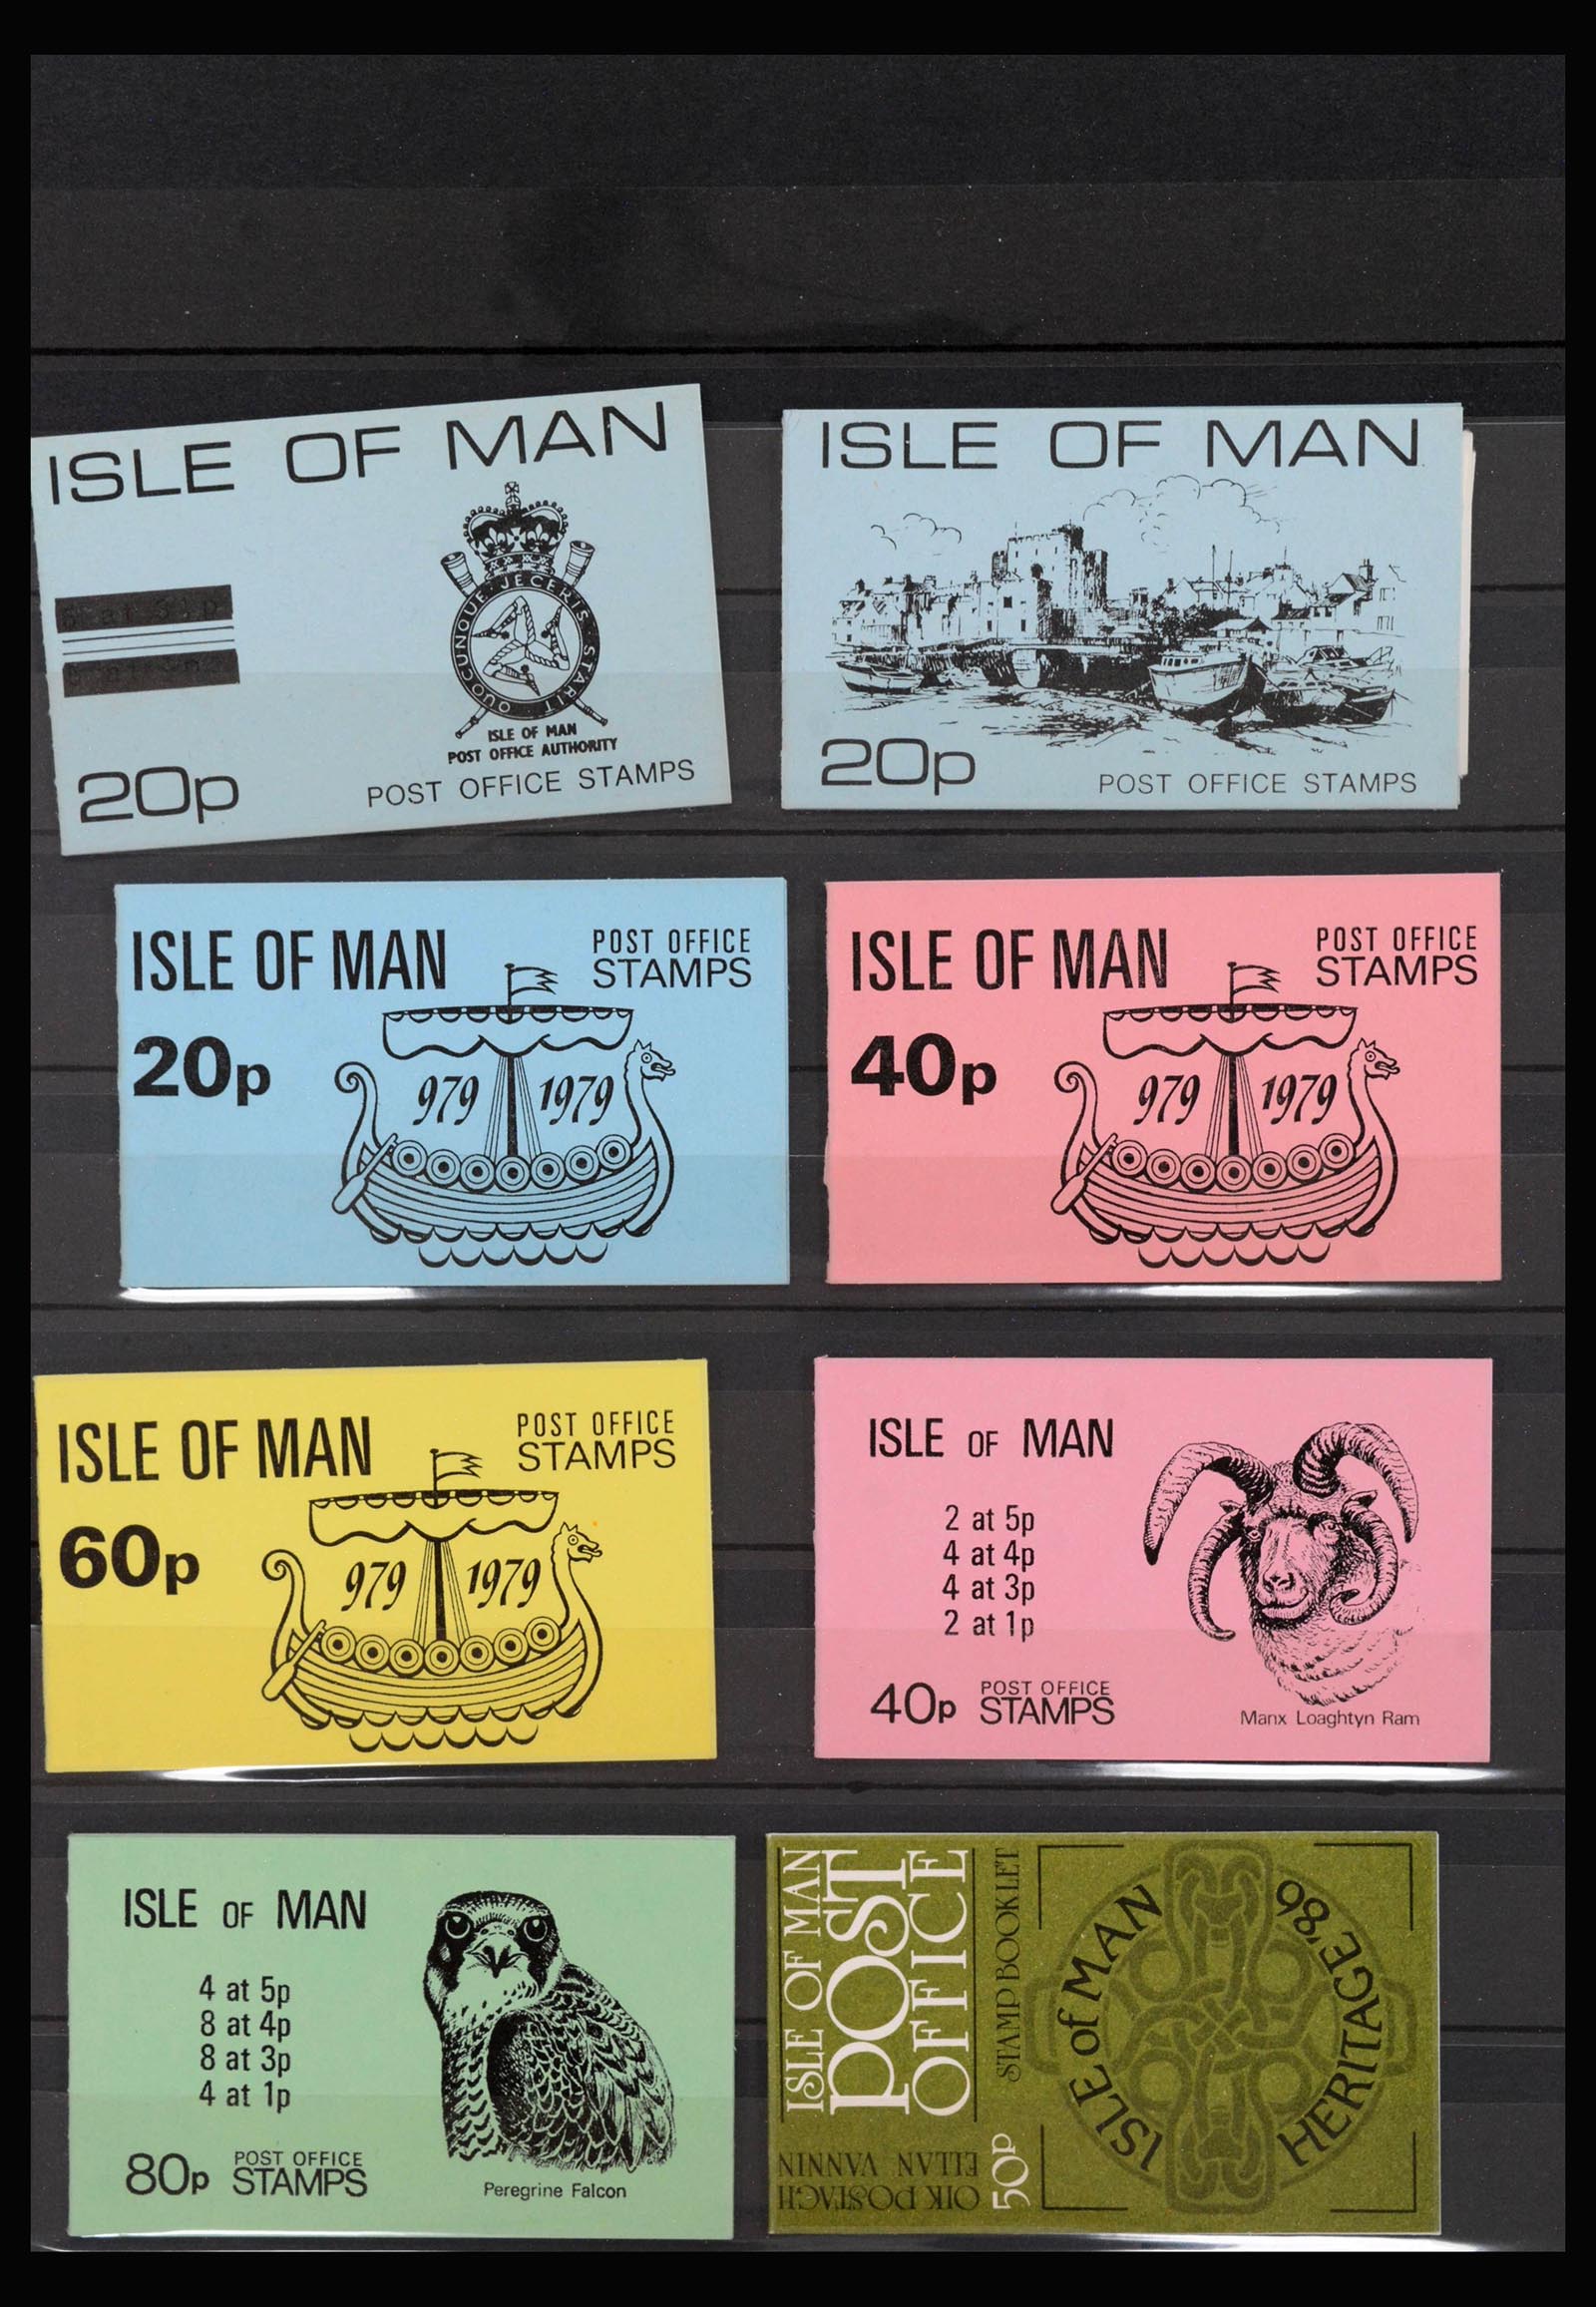 ISLE OF MAN
QUOCUNQUE · JECERIS · STABIT
ISLE OF MAN
POST OFFICE AUTHORITY
20p
POST OFFICE STAMPS
ISLE OF MAN
20p
POST OFFICE STAMPS
ISLE OF MAN
POST OFFICE
STAMPS
20p
979 1979
ISLE OF MAN
POST OFFICE
STAMPS
40p
979 1979
ISLE OF MAN
POST OFFICE
STAMPS
60p
979 1979
ISLE OF MAN
2 at 5p
4 at 4p
4 at 3p
2 at 1p
40p
POST OFFICE
STAMPS
Manx Loaghtyn Ram
ISLE OF MAN
4 at 5p
8 at 4p
8 at 3p
4 at 1p
80p
POST OFFICE
STAMPS
Peregrine Falcon
ISLE OF MAN
POST
OFFICE
STAMP BOOKLET
OIK POSTAGH
ELLAN VANNIN
50p
ISLE of MAN
HERITAGE '86